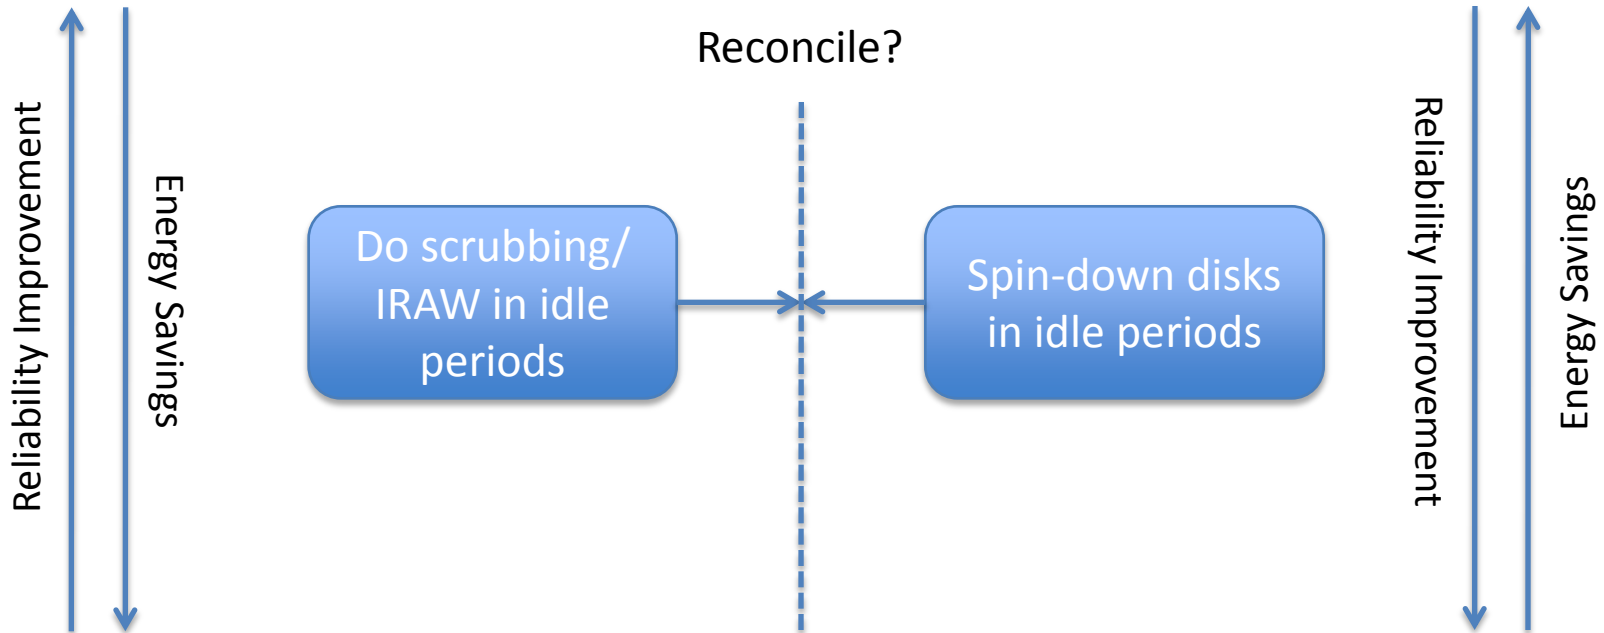 Reconcile?
Reliability Improvement
Energy Savings
Do scrubbing/
IRAW in idle
periods
Spin-down disks
in idle periods
Reliability Improvement
Energy Savings